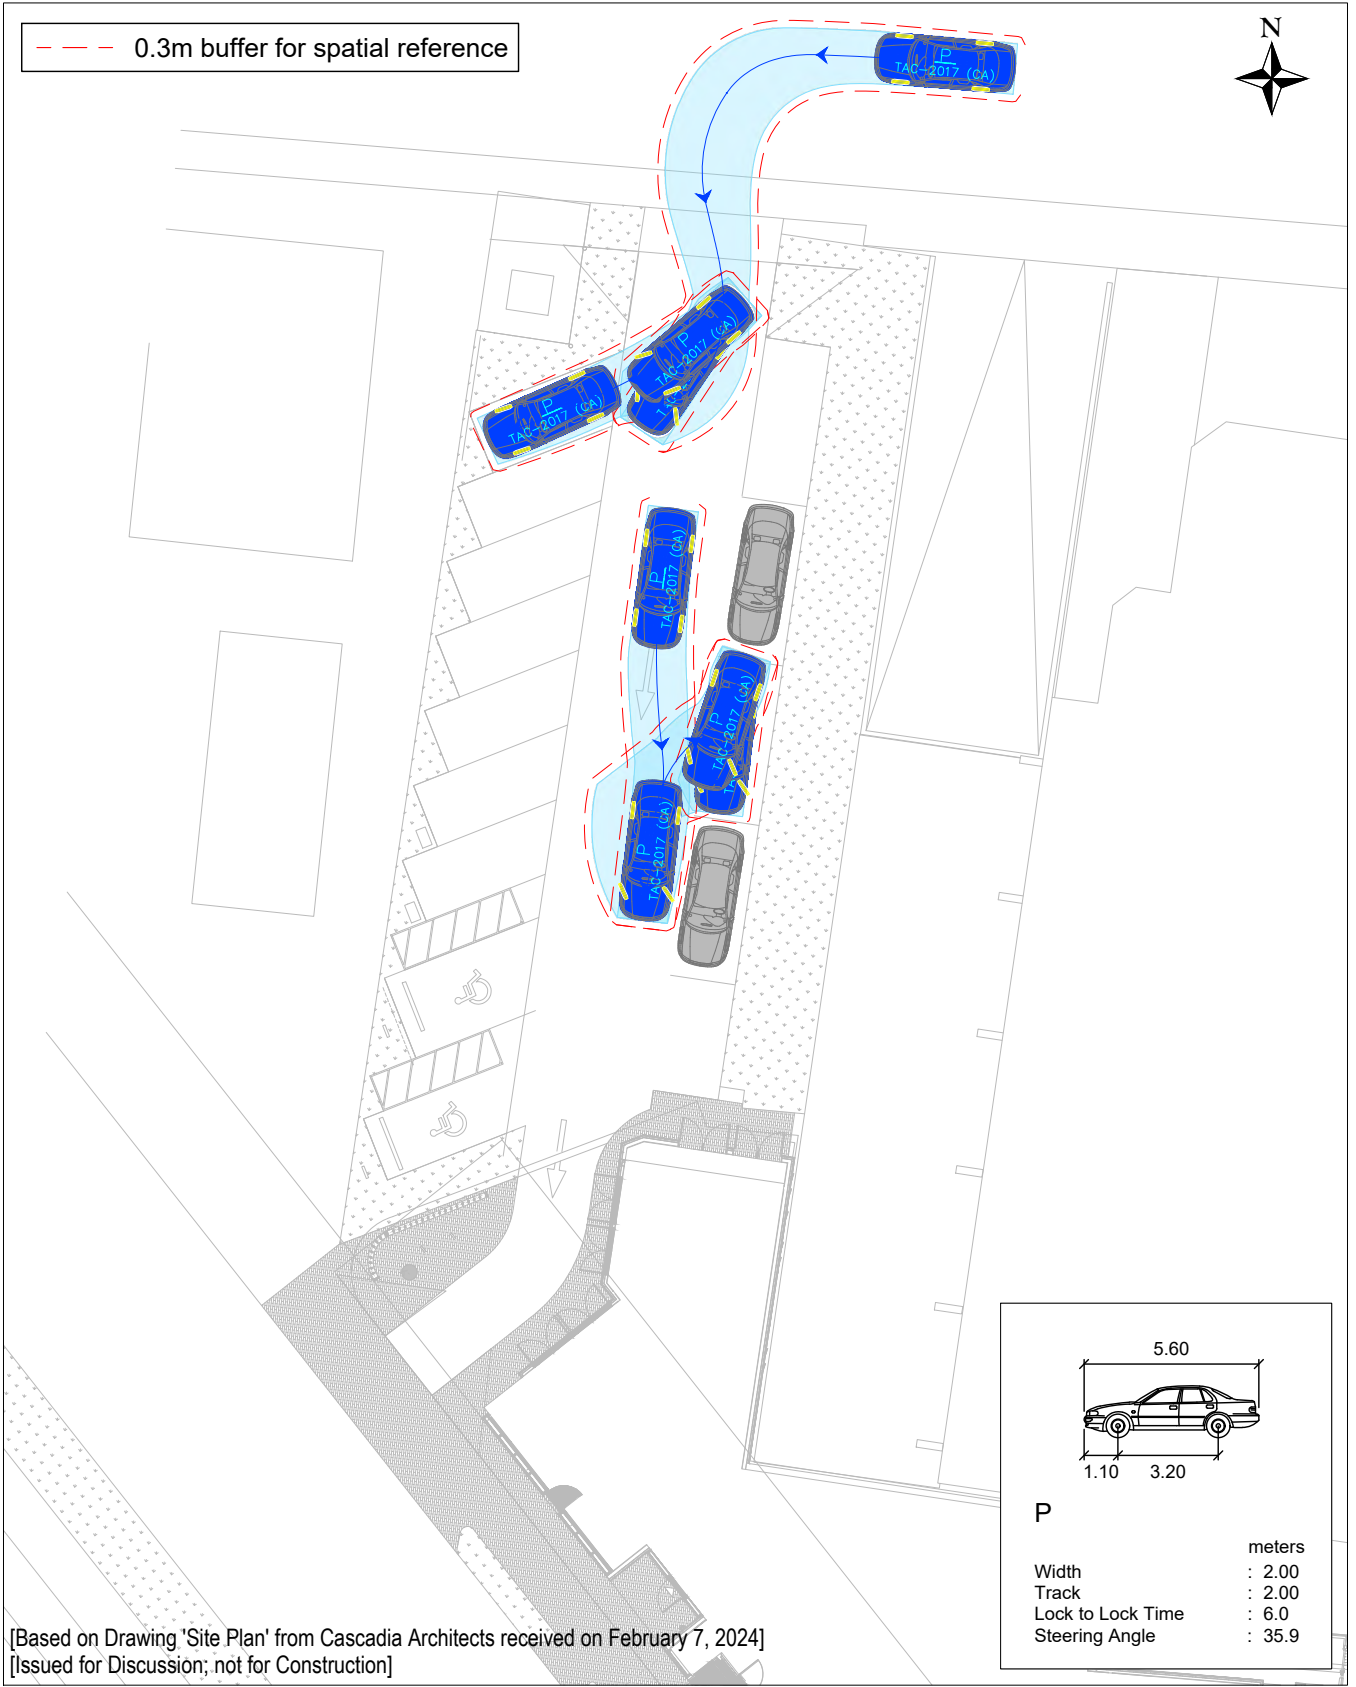 0.3m buffer for spatial reference
N
P
TAC-2017 (CA)
P
TAC-2017 (CA)
P
TAC-2017 (CA)
P
TAC-2017 (CA)
P
TAC-2017 (CA)
P
TAC-2017 (CA)
5.60
1.10 3.20
P
meters
Width : 2.00
Track : 2.00
Lock to Lock Time : 6.0
Steering Angle : 35.9
[Based on Drawing 'Site Plan' from Cascadia Architects received on February 7, 2024]
[Issued for Discussion; not for Construction]